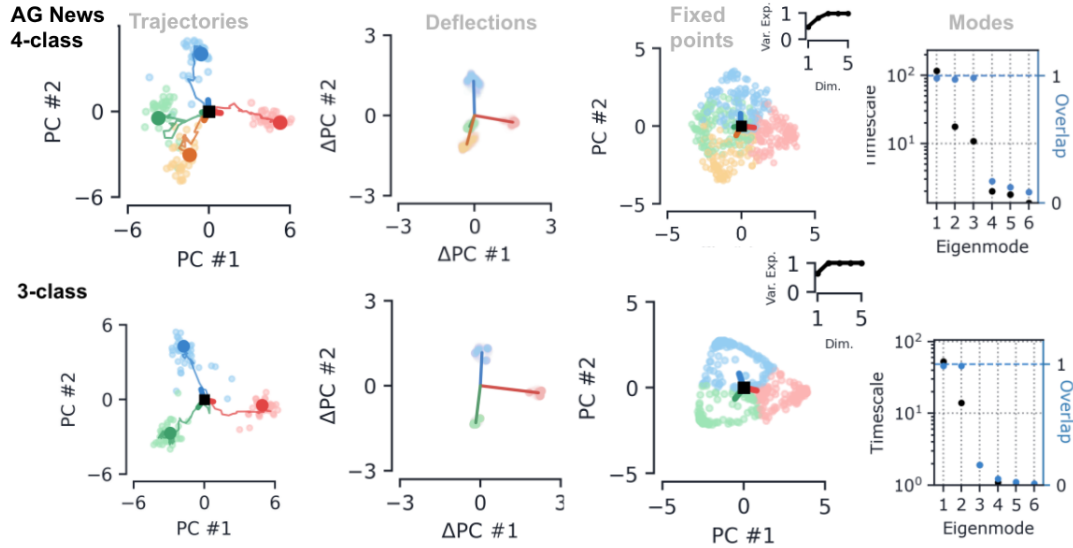 AG News
4-class
Trajectories
Deflections
Fixed
points
Var. Exp.
1
0
1
5
Dim.
Modes
PC #2
0
−6
−6
0
6
PC #1
ΔPC #2
3
0
−3
−3
0
3
ΔPC #1
PC #2
5
0
−5
−5
0
5
Timescale
10²
10¹
1
0
Overlap
1 2 3 4 5 6
Eigenmode
3-class
Var. Exp.
1
0
1
5
Dim.
PC #2
6
0
−6
−6
0
6
PC #1
ΔPC #2
3
0
−3
−3
0
3
ΔPC #1
PC #2
5
0
−5
−5
0
5
PC #1
Timescale
10²
10¹
10⁰
1
0
Overlap
1 2 3 4 5 6
Eigenmode